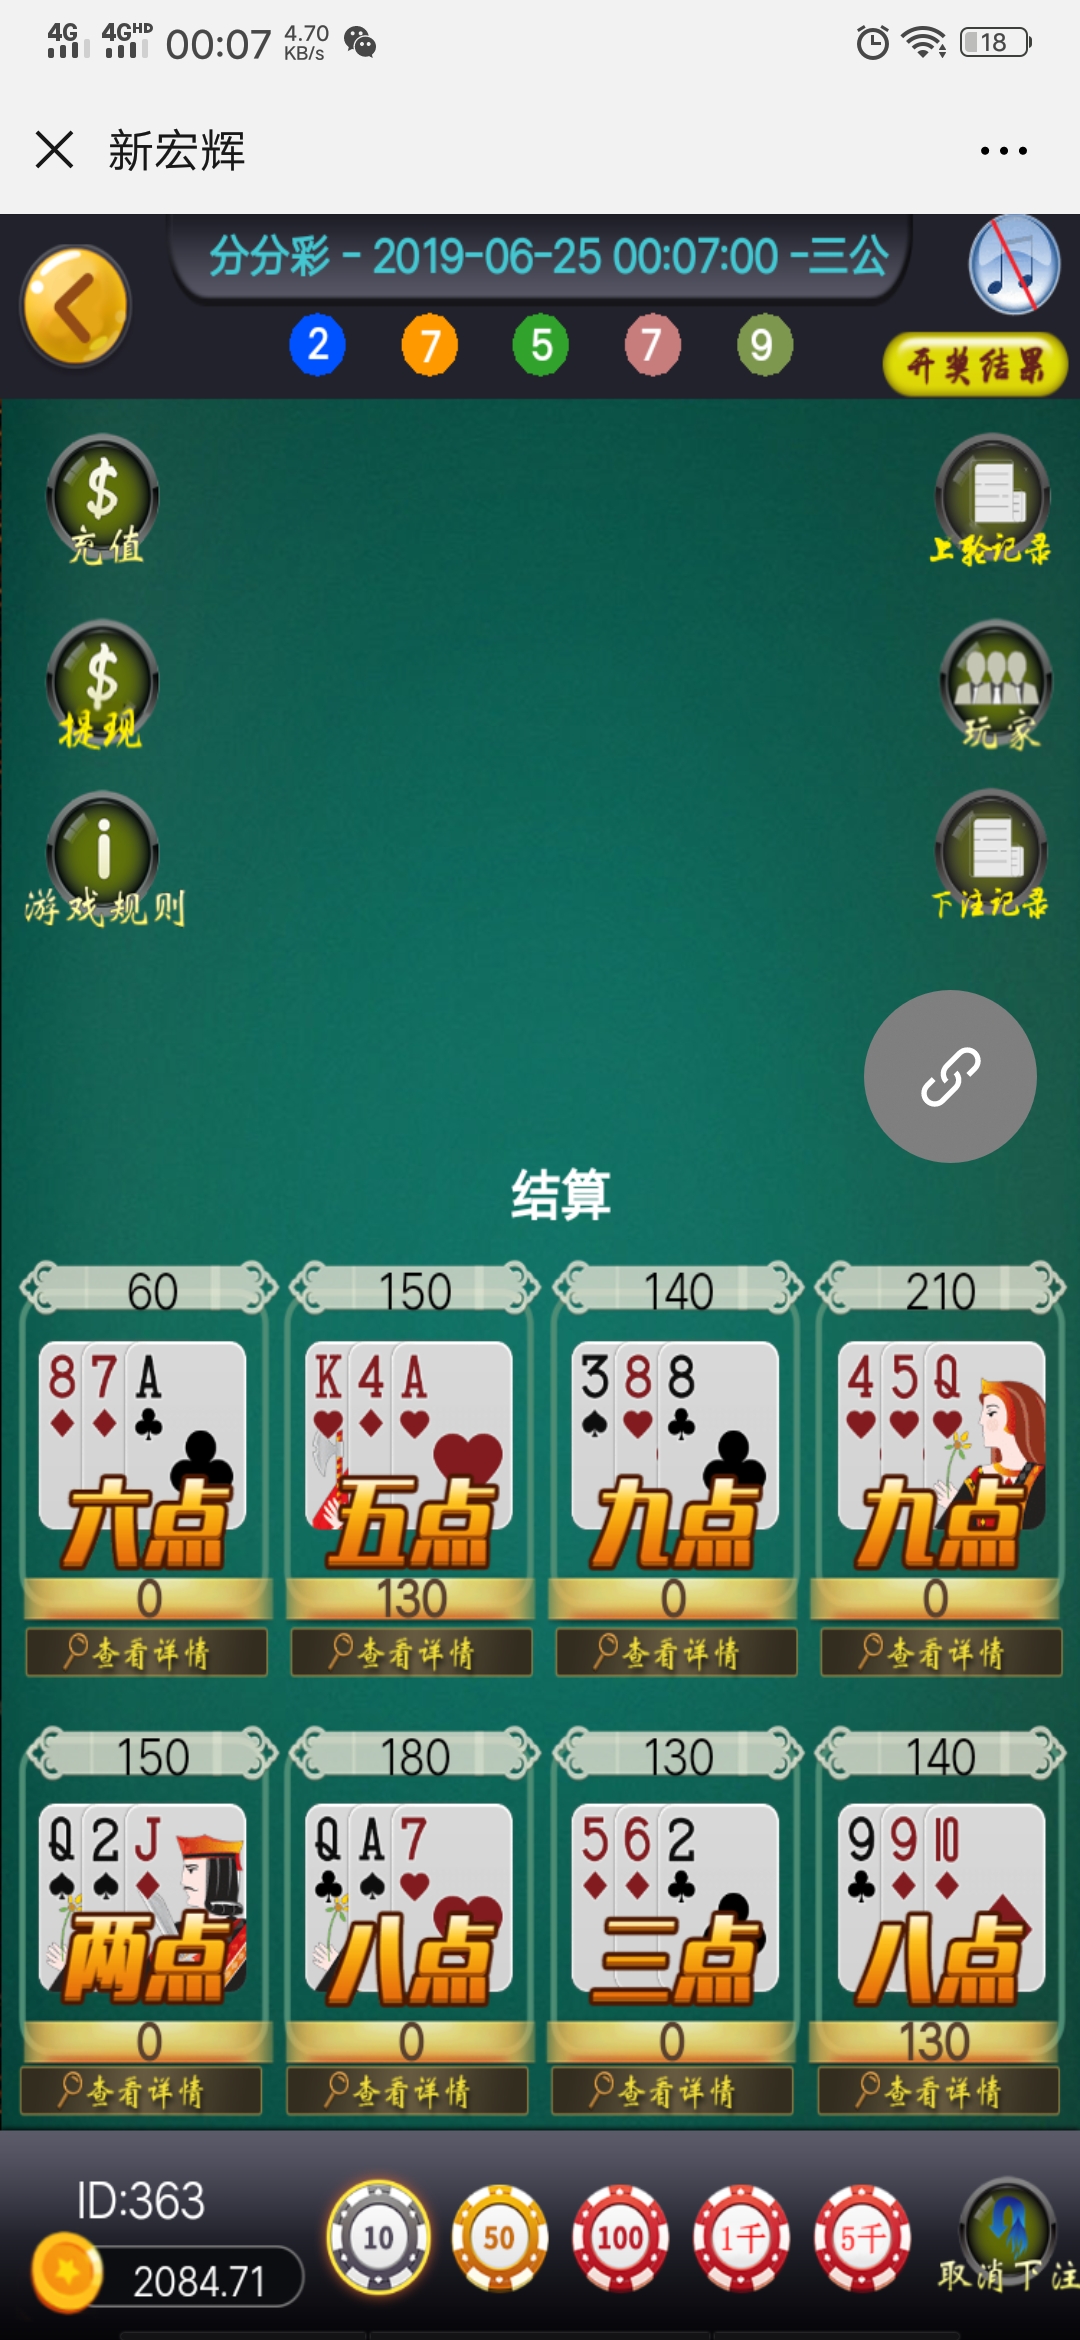 4G 4GHD 00:07 4.70 KB/s 18
新宏辉
分分彩 - 2019-06-25 00:07:00 -三公
2 7 5 7 9
开奖结果
$ 充值
上轮记录
$ 提现
玩家
i 游戏规则
下注记录
结算
60 150 140 210
8 7 A K 4 A 3 8 8 4 5 Q
六点 五点 九点 九点
0 130 0 0
查看详情 查看详情 查看详情 查看详情
150 180 130 140
Q 2 J Q A 7 5 6 2 9 9 10
两点 八点 三点 八点
0 0 0 130
查看详情 查看详情 查看详情 查看详情
ID:363
2084.71
10 50 100 1千 5千
取消下注